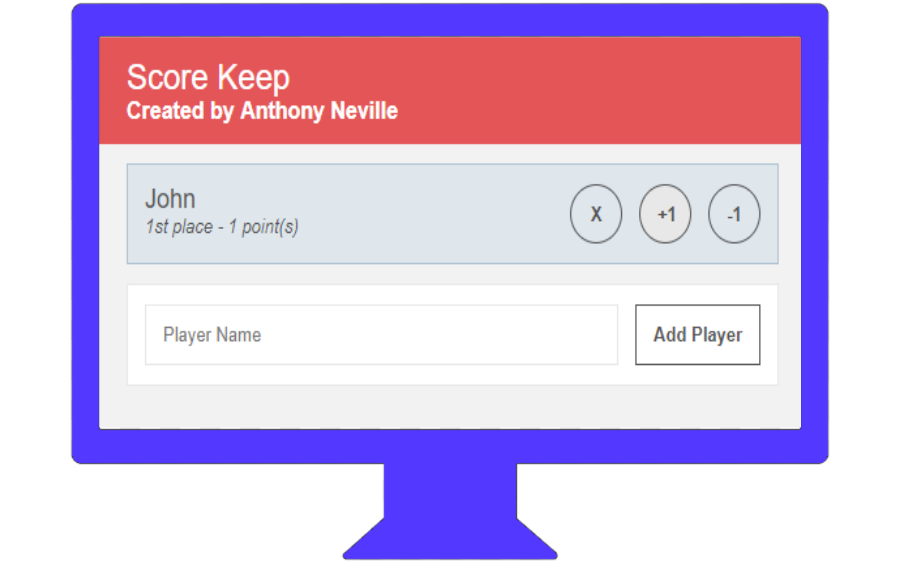 Score Keep
Created by Anthony Neville
John
1st place - 1 point(s)
X +1 -1
Player Name
Add Player